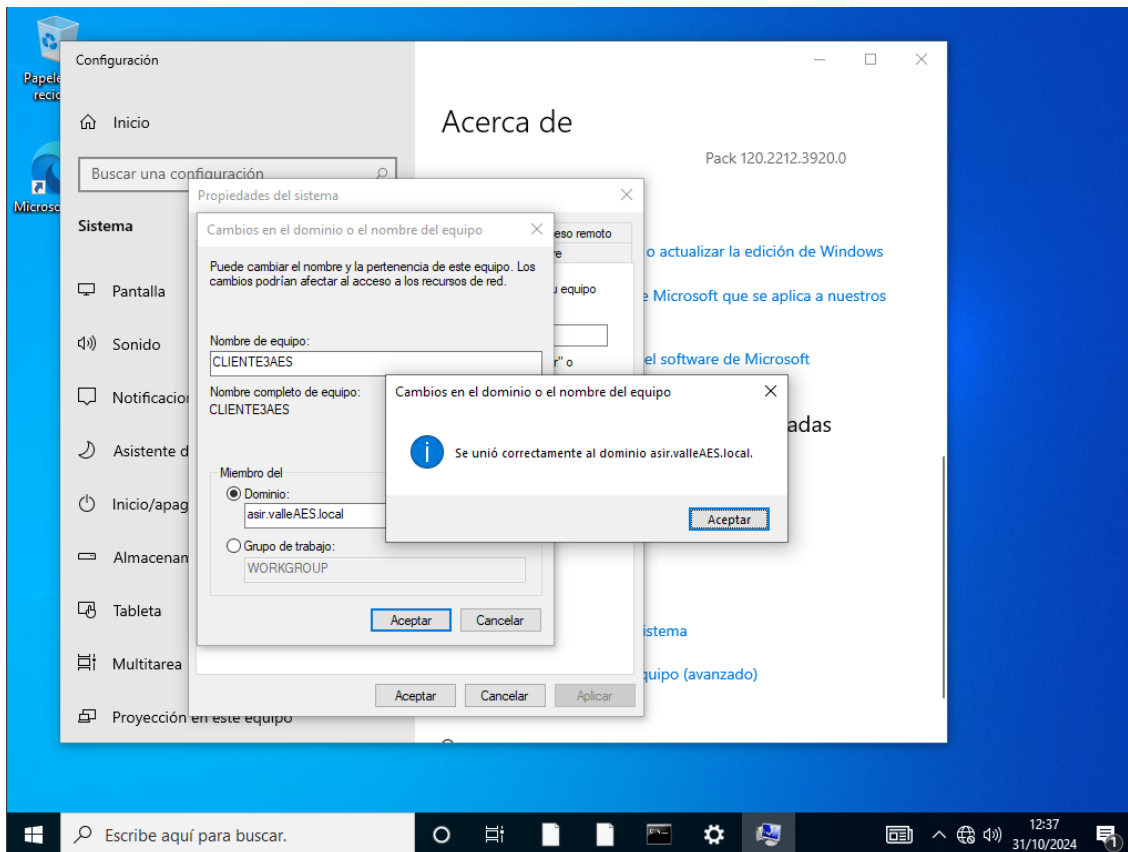 Papele
recic
Microso
Configuración
Inicio
Buscar una configuración
Sistema
Pantalla
Sonido
Notificacion
Asistente d
Inicio/apag
Almacenan
Tableta
Multitarea
Proyección en este equipo
Acerca de
Pack 120.2212.3920.0
o actualizar la edición de Windows
e Microsoft que se aplica a nuestros
el software de Microsoft
adas
istema
quipo (avanzado)
Propiedades del sistema
eso remoto
re
u equipo
r" o
Aceptar
Cancelar
Aplicar
Cambios en el dominio o el nombre del equipo
Puede cambiar el nombre y la pertenencia de este equipo. Los
cambios podrían afectar al acceso a los recursos de red.
Nombre de equipo:
CLIENTE3AES
Nombre completo de equipo:
CLIENTE3AES
Miembro del
Dominio:
asir.valleAES.local
Grupo de trabajo:
WORKGROUP
Aceptar
Cancelar
Cambios en el dominio o el nombre del equipo
Se unió correctamente al dominio asir.valleAES.local.
Aceptar
Escribe aquí para buscar.
12:37
31/10/2024
1